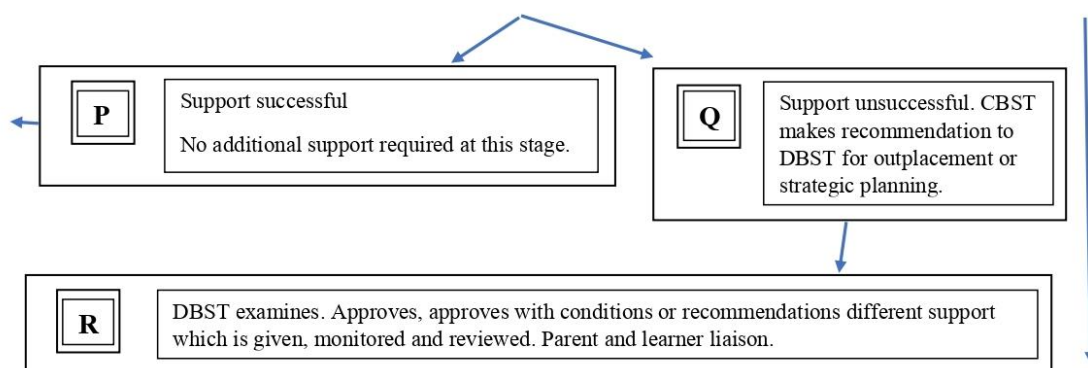 P
Support successful
No additional support required at this stage.
Q
Support unsuccessful. CBST
makes recommendation to
DBST for outplacement or
strategic planning.
R
DBST examines. Approves, approves with conditions or recommendations different support
which is given, monitored and reviewed. Parent and learner liaison.